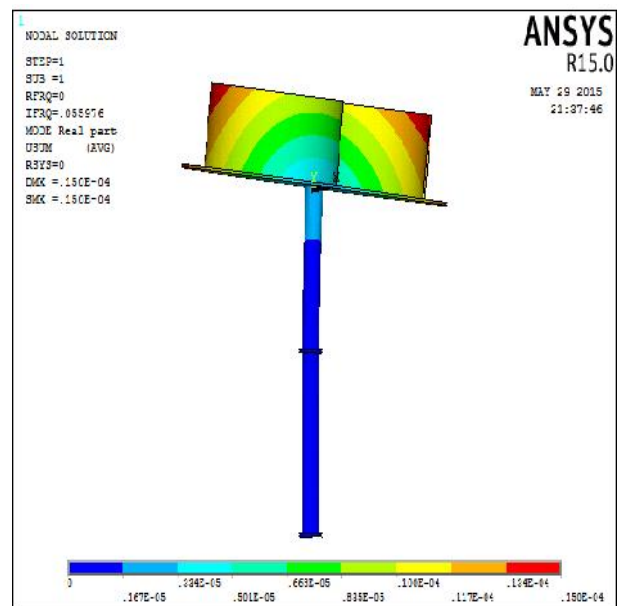 1
NODAL SOLUTION
STEP=1
SUB =1
RFRQ=0
IFRQ=.055976
MODE Real part
USUM (AVG)
RSYS=0
DMX =.150E-04
SMX =.150E-04
ANSYS
R15.0
MAY 29 2015
21:37:46
Y
0 .334E-05 .668E-05 .100E-04 .134E-04
.167E-05 .501E-05 .835E-05 .117E-04 .150E-04